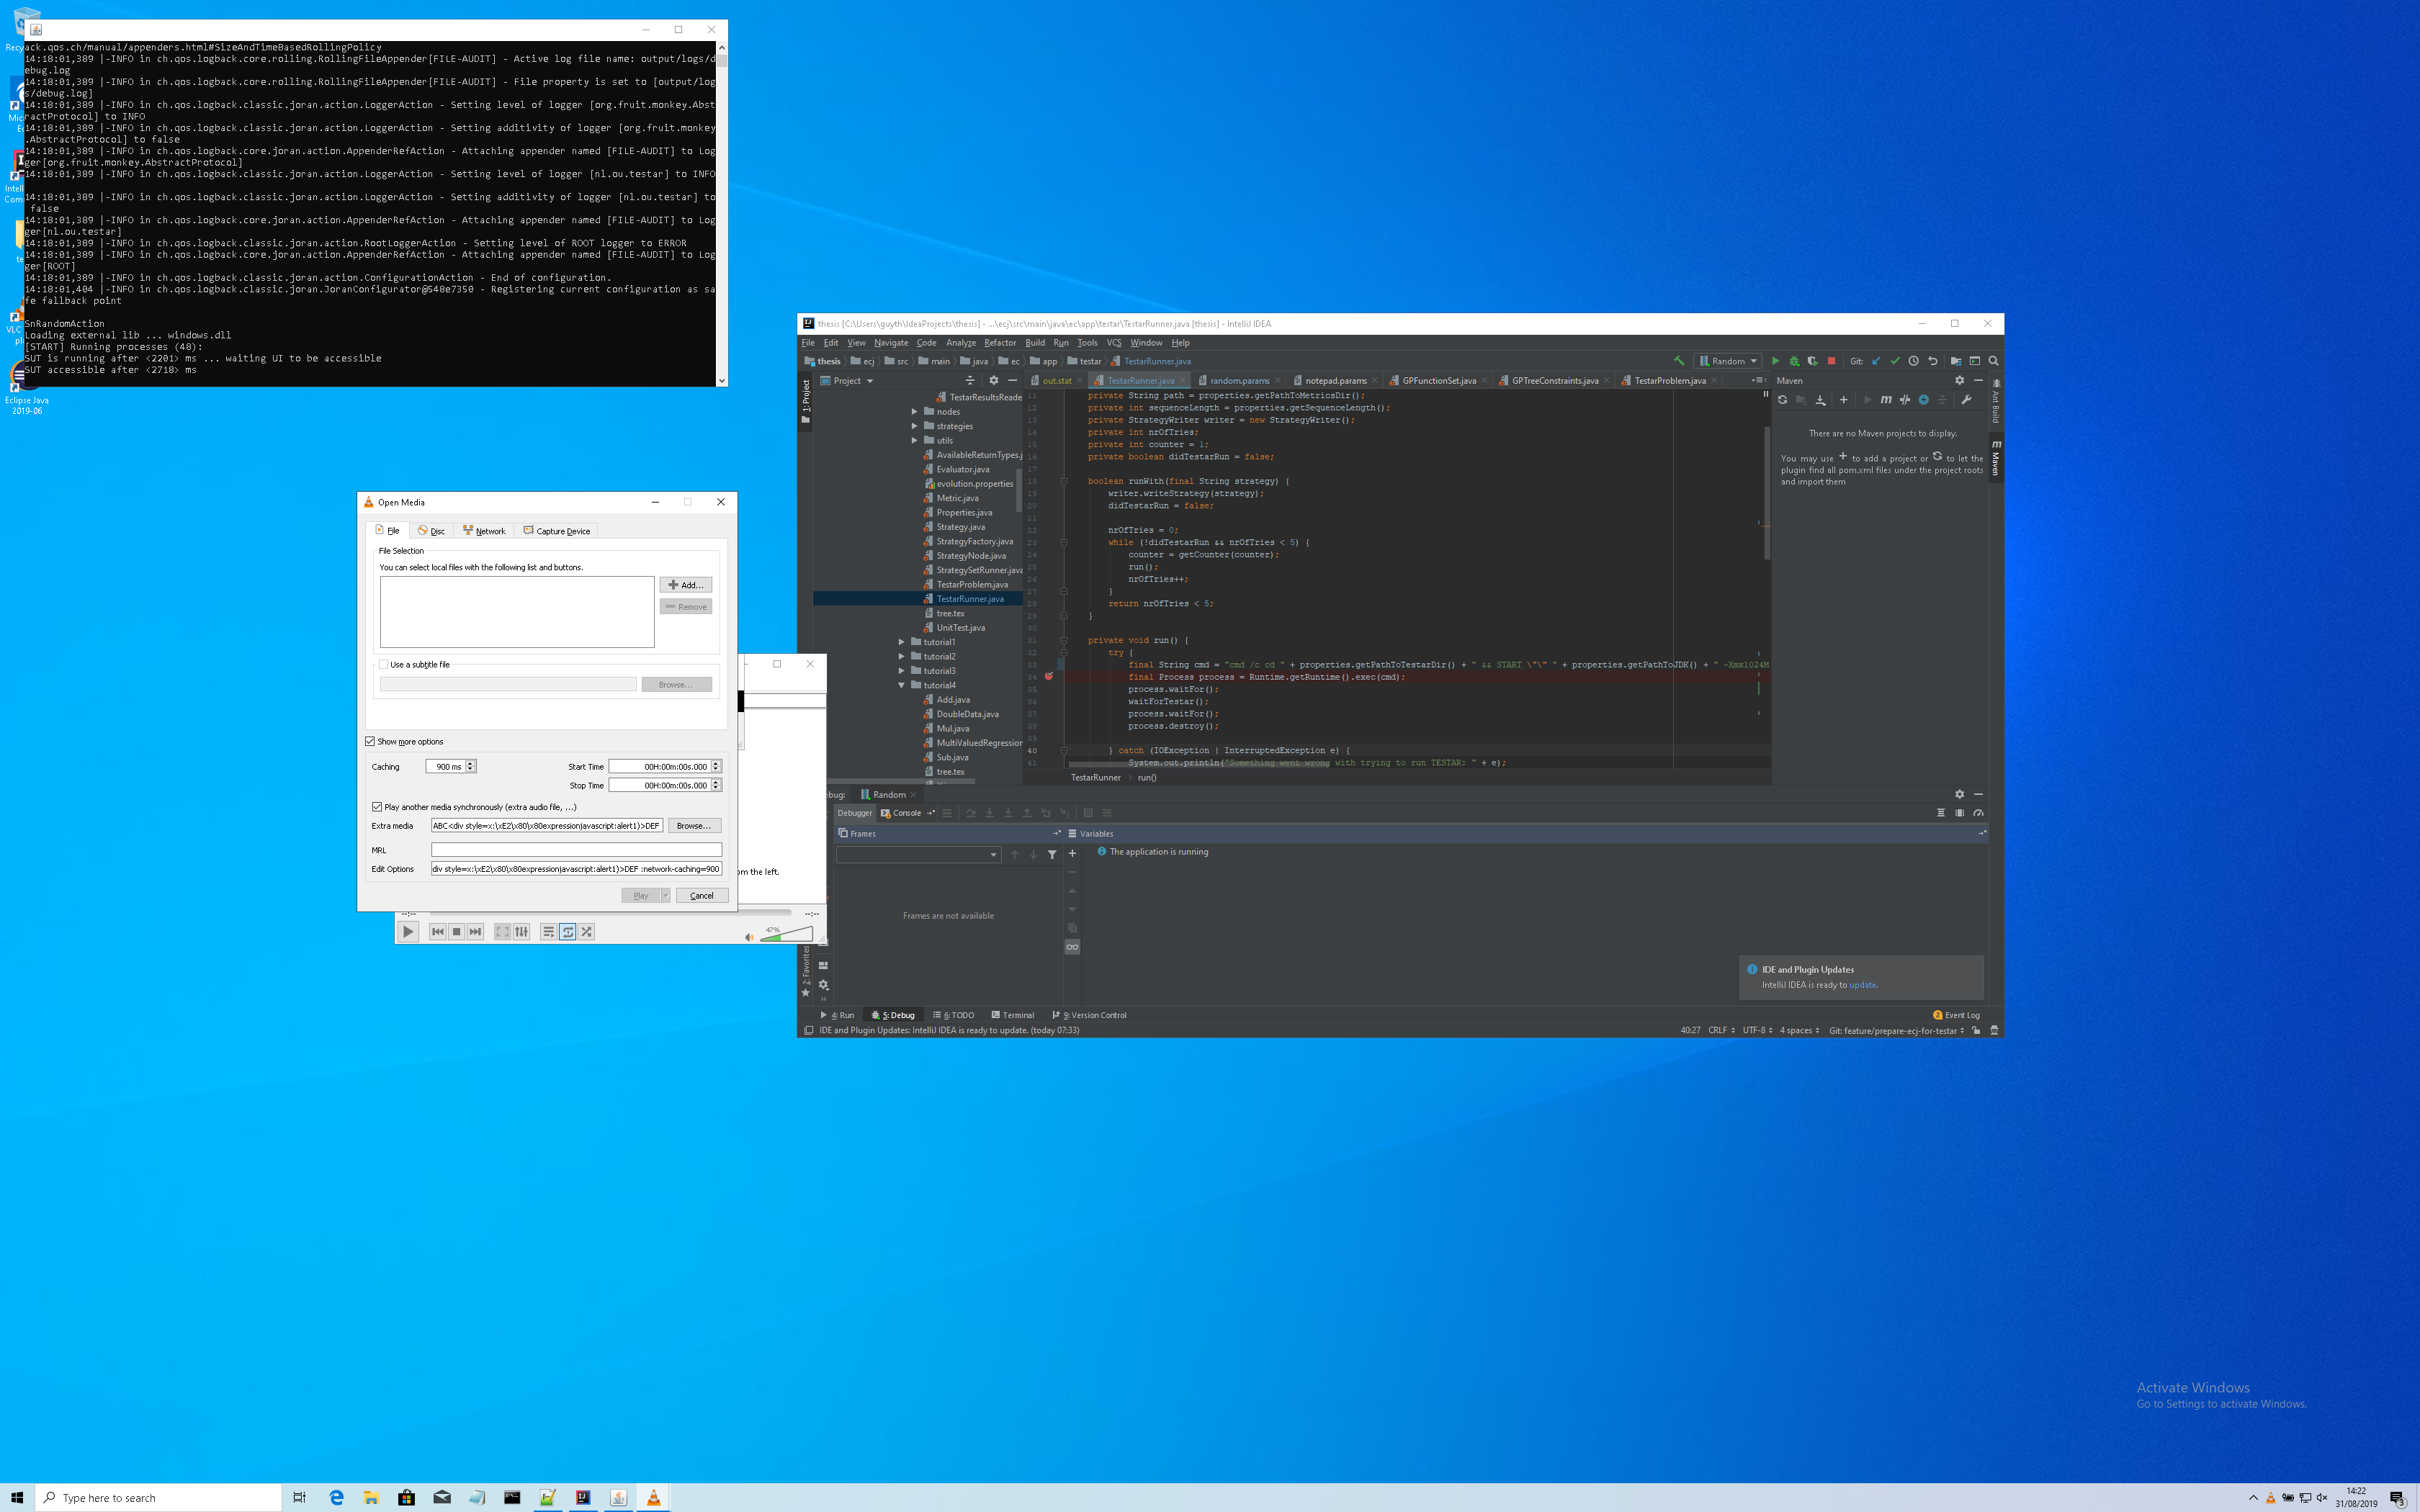 ack.qos.ch/manual/appenders.html#SizeAndTimeBasedRollingPolicy
14:18:01,389 |-INFO in ch.qos.logback.core.rolling.RollingFileAppender[FILE-AUDIT] - Active log file name: output/logs/d
ebug.log
14:18:01,389 |-INFO in ch.qos.logback.core.rolling.RollingFileAppender[FILE-AUDIT] - File property is set to [output/log
s/debug.log]
14:18:01,389 |-INFO in ch.qos.logback.classic.joran.action.LoggerAction - Setting level of logger [org.fruit.monkey.Abst
ractProtocol] to INFO
14:18:01,389 |-INFO in ch.qos.logback.classic.joran.action.LoggerAction - Setting additivity of logger [org.fruit.monkey
.AbstractProtocol] to false
14:18:01,389 |-INFO in ch.qos.logback.core.joran.action.AppenderRefAction - Attaching appender named [FILE-AUDIT] to Log
ger[org.fruit.monkey.AbstractProtocol]
14:18:01,389 |-INFO in ch.qos.logback.classic.joran.action.LoggerAction - Setting level of logger [nl.ou.testar] to INFO
14:18:01,389 |-INFO in ch.qos.logback.classic.joran.action.LoggerAction - Setting additivity of logger [nl.ou.testar] to
false
14:18:01,389 |-INFO in ch.qos.logback.core.joran.action.AppenderRefAction - Attaching appender named [FILE-AUDIT] to Log
ger[nl.ou.testar]
14:18:01,389 |-INFO in ch.qos.logback.classic.joran.action.RootLoggerAction - Setting level of ROOT logger to ERROR
14:18:01,389 |-INFO in ch.qos.logback.core.joran.action.AppenderRefAction - Attaching appender named [FILE-AUDIT] to Log
ger[ROOT]
14:18:01,389 |-INFO in ch.qos.logback.classic.joran.action.ConfigurationAction - End of configuration.
14:18:01,404 |-INFO in ch.qos.logback.classic.joran.JoranConfigurator@548e7350 - Registering current configuration as sa
fe fallback point
SnRandomAction
Loading external lib ... windows.dll
[START] Running processes (48):
SUT is running after <2201> ms ... waiting UI to be accessible
SUT accessible after <2718> ms
Eclipse Java
2019-06
Open Media
File
Disc
Network
Capture Device
File Selection
You can select local files with the following list and buttons.
Add...
Remove
Use a subtitle file
Browse...
Show more options
Caching 900 ms Start Time 00H:00m:00s.000
Stop Time 00H:00m:00s.000
Play another media synchronously (extra audio file, ...)
Extra media ABC<div style=x:\xE2\x80\x80expressionjavascript:alert1)>DEF Browse...
MRL
Edit Options div style=x:\xE2\x80\x80expressionjavascript:alert1)>DEF :network-caching=900
Play Cancel
om the left.
--:-- --:--
47%
thesis [C:\Users\guyth\IdeaProjects\thesis] - ...\ecj\src\main\java\ec\app\testar\TestarRunner.java [thesis] - IntelliJ IDEA
File Edit View Navigate Code Analyze Refactor Build Run Tools VCS Window Help
thesis ecj src main java ec app testar TestarRunner.java Random Git:
1: Project
Project
out.stat TestarRunner.java random.params notepad.params GPFunctionSet.java GPTreeConstraints.java TestarProblem.java
TestarResultsReade
nodes
strategies
utils
AvailableReturnTypes.j
Evaluator.java
evolution.properties
Metric.java
Properties.java
Strategy.java
StrategyFactory.java
StrategyNode.java
StrategySetRunner.java
TestarProblem.java
TestarRunner.java
tree.tex
UnitTest.java
tutorial1
tutorial2
tutorial3
tutorial4
Add.java
DoubleData.java
Mul.java
MultiValuedRegression
Sub.java
tree.tex
11 private String path = properties.getPathToMetricsDir();
12 private int sequenceLength = properties.getSequenceLength();
13 private StrategyWriter writer = new StrategyWriter();
14 private int nrOfTries;
15 private int counter = 1;
16 private boolean didTestarRun = false;
17
18 boolean runWith(final String strategy) {
19 writer.writeStrategy(strategy);
20 didTestarRun = false;
21
22 nrOfTries = 0;
23 while (!didTestarRun && nrOfTries < 5) {
24 counter = getCounter(counter);
25 run();
26 nrOfTries++;
27 }
28 return nrOfTries < 5;
29 }
30
31 private void run() {
32 try {
33 final String cmd = "cmd /c cd " + properties.getPathToTestarDir() + " && START \"\" " + properties.getPathToJDK() + " -Xmx1024M
34 final Process process = Runtime.getRuntime().exec(cmd);
35 process.waitFor();
36 waitForTestar();
37 process.waitFor();
38 process.destroy();
39
40 } catch (IOException | InterruptedException e) {
41 System.out.println("Something went wrong with trying to run TESTAR: " + e);
TestarRunner run()
Maven
There are no Maven projects to display.
You may use + to add a project or to let the
plugin find all pom.xml files under the project roots
and import them
Ant Build
Maven
ebug: Random
Debugger Console
Frames
Variables
The application is running
Frames are not available
2: Favorites
IDE and Plugin Updates
IntelliJ IDEA is ready to update.
4: Run 5: Debug 6: TODO Terminal 9: Version Control 2 Event Log
IDE and Plugin Updates: IntelliJ IDEA is ready to update. (today 07:33) 40:27 CRLF UTF-8 4 spaces Git: feature/prepare-ecj-for-testar
Activate Windows
Go to Settings to activate Windows.
Type here to search
14:22
31/08/2019
3